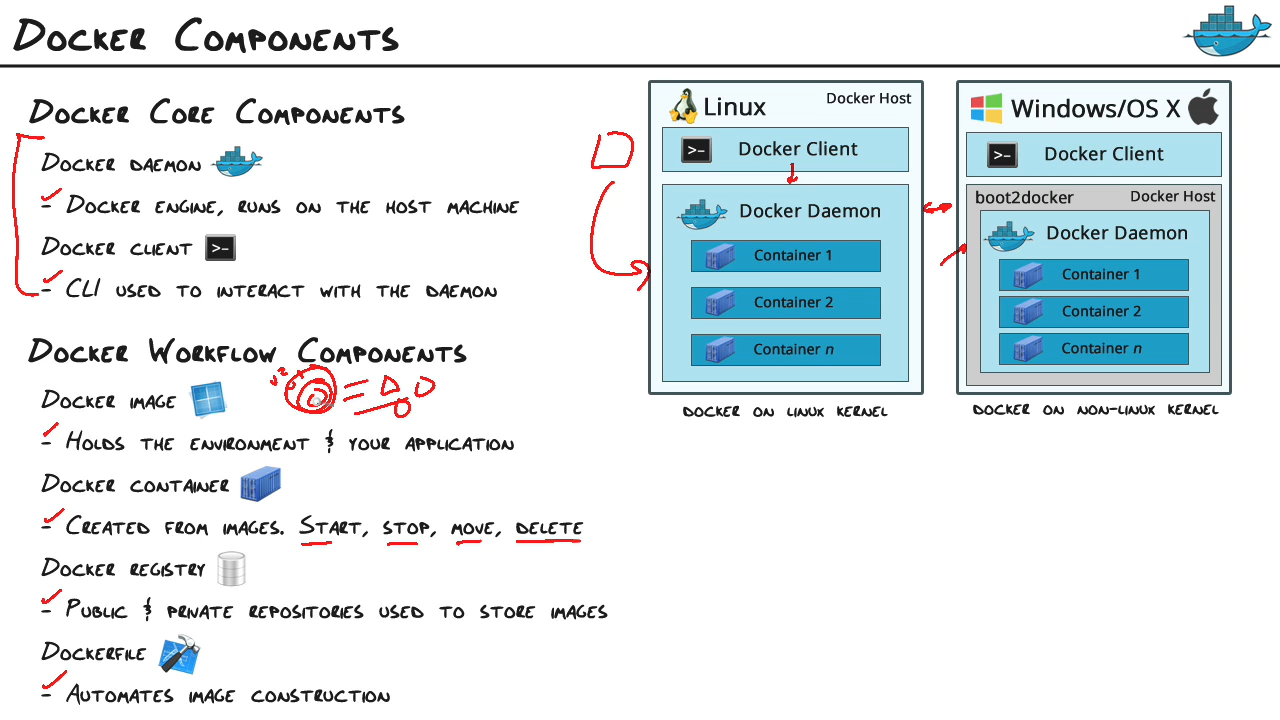 Docker Components
Docker Core Components
Docker daemon
- Docker engine, runs on the host machine
Docker client
>-
- CLI used to interact with the daemon
Docker Workflow Components
Docker image
v2 v1
- Holds the environment & your application
Docker container
- Created from images. Start, stop, move, delete
Docker registry
- Public & private repositories used to store images
Dockerfile
- Automates image construction
Linux
Docker Host
>-
Docker Client
Docker Daemon
Container 1
Container 2
Container n
Docker on Linux kernel
Windows/OS X
>-
Docker Client
boot2docker
Docker Host
Docker Daemon
Container 1
Container 2
Container n
Docker on non-Linux kernel